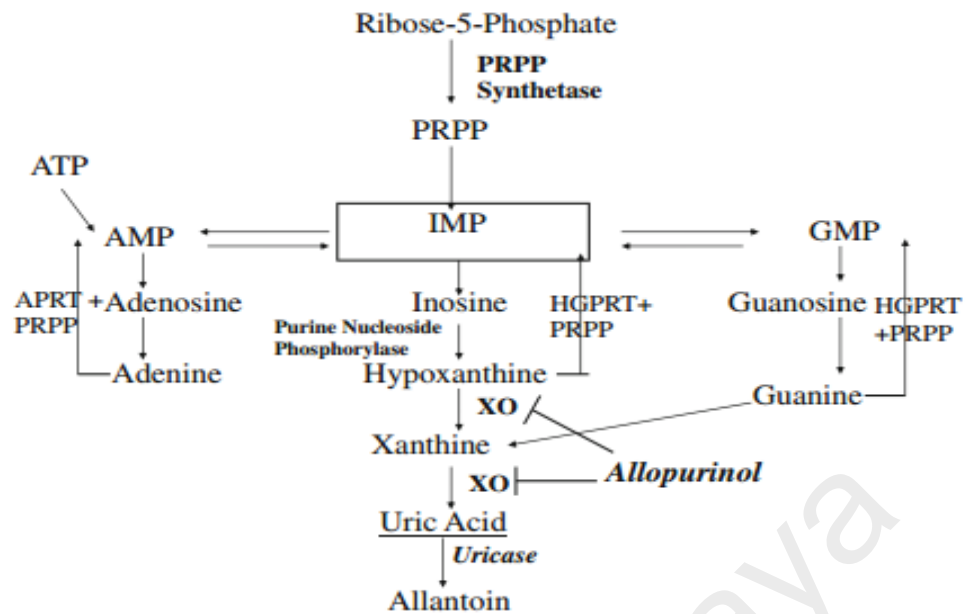 Ribose-5-Phosphate
PRPP
Synthetase
PRPP
ATP
IMP
AMP
GMP
APRT +
PRPP
Adenosine
Inosine
HGPRT+
PRPP
Guanosine
HGPRT
+PRPP
Purine Nucleoside
Phosphorylase
Adenine
Hypoxanthine
Guanine
XO
Xanthine
Allopurinol
XO
Uric Acid
Uricase
Allantoin
aya